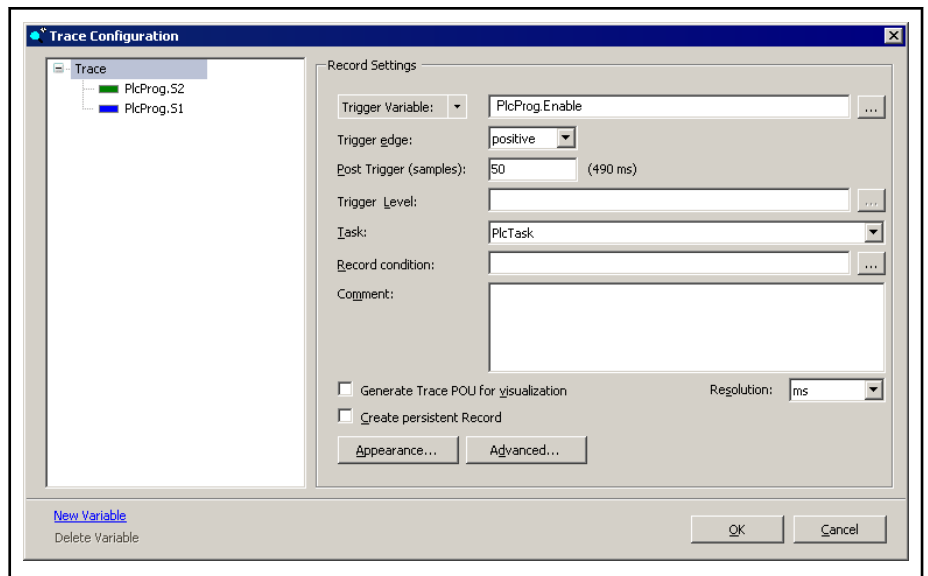 Trace Configuration
Trace
PlcProg.S2
PlcProg.S1
Record Settings
Trigger Variable: PlcProg.Enable ...
Trigger edge: positive
Post Trigger (samples): 50 (490 ms)
Trigger Level: ...
Task: PlcTask
Record condition: ...
Comment:
Generate Trace POU for visualization Resolution: ms
Create persistent Record
Appearance... Advanced...
New Variable
Delete Variable
OK Cancel